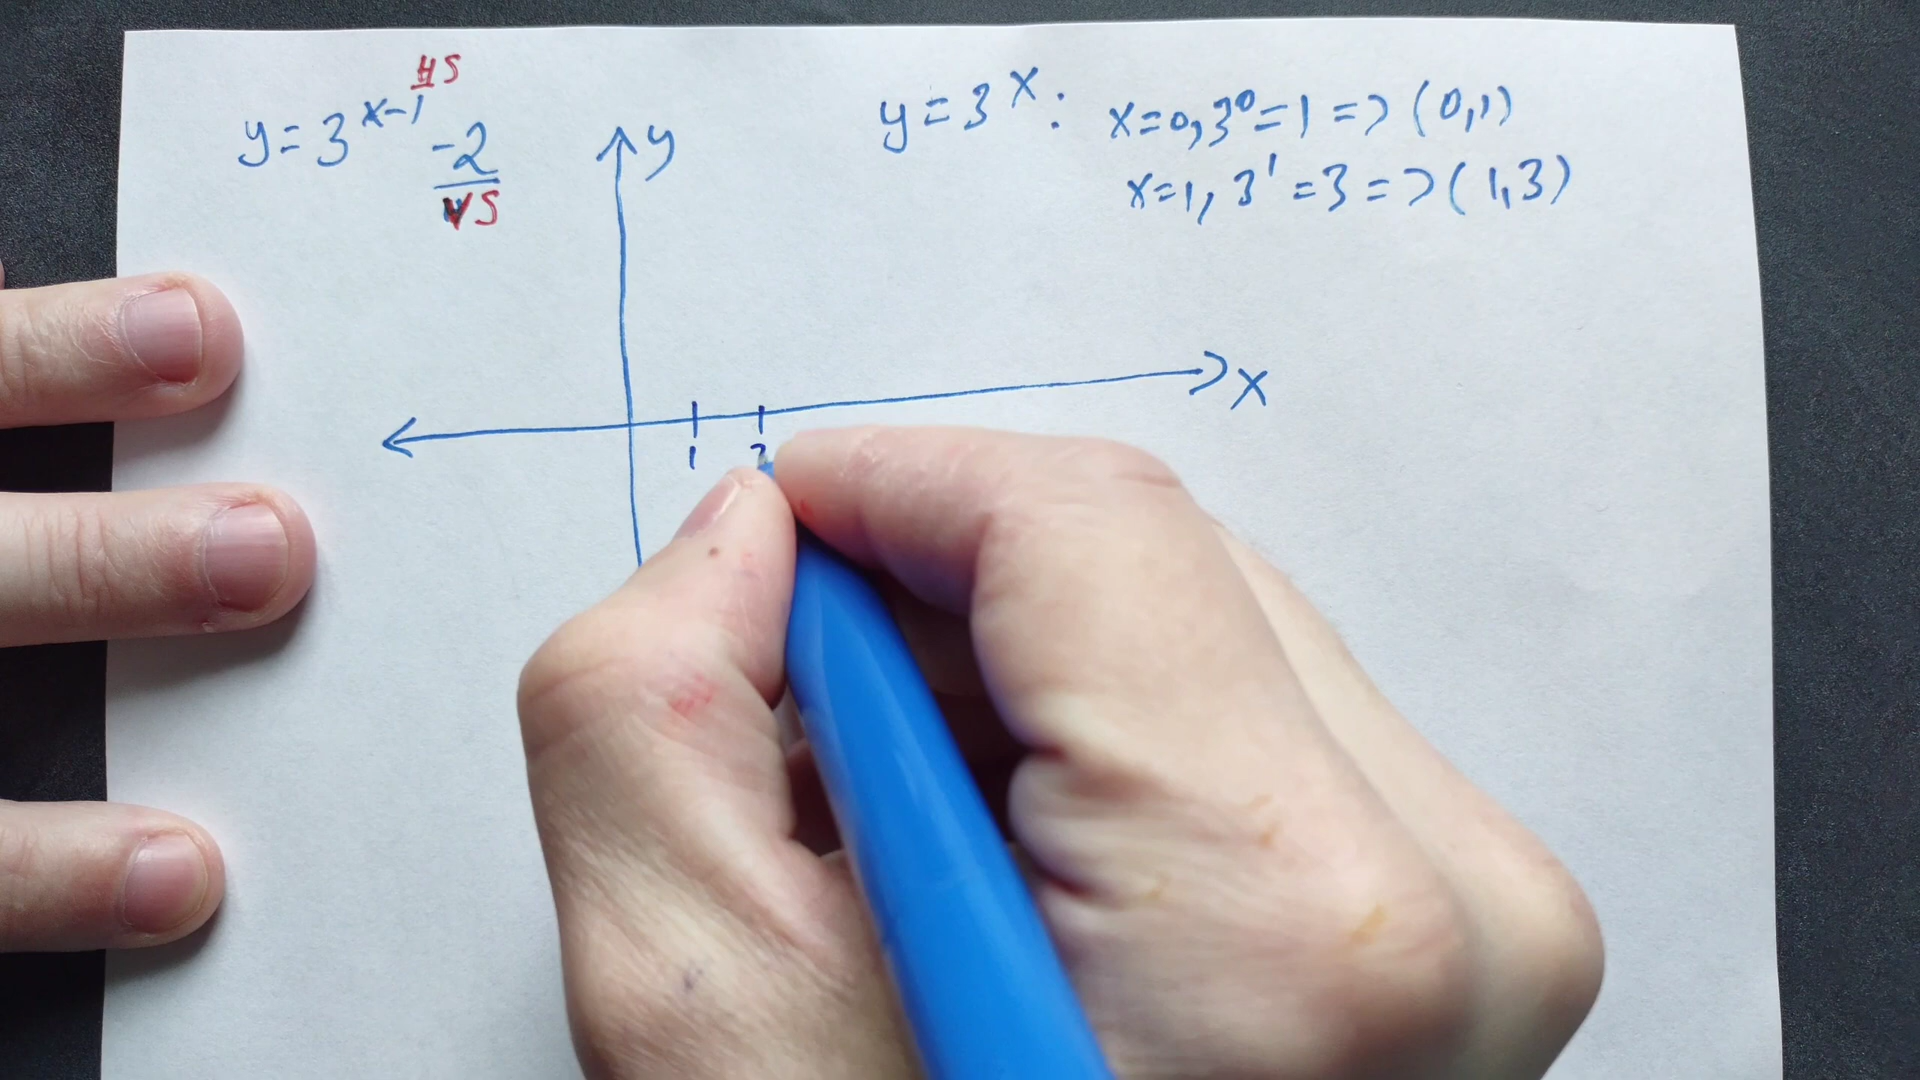 HS
y = 3^{x-1} -2
VS
y = 3^x : x=0, 3^0 = 1 => (0,1)
x=1, 3^1 = 3 => (1,3)
y
x
1 2